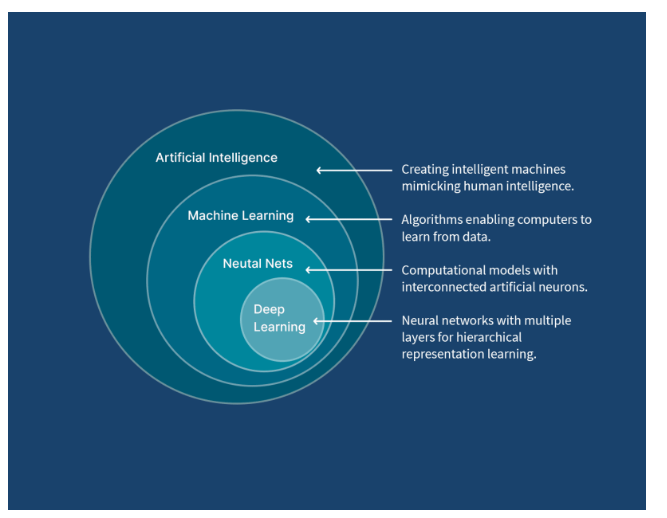 Artificial Intelligence
Creating intelligent machines
mimicking human intelligence.
Machine Learning
Algorithms enabling computers to
learn from data.
Neutal Nets
Computational models with
interconnected artificial neurons.
Deep
Learning
Neural networks with multiple
layers for hierarchical
representation learning.